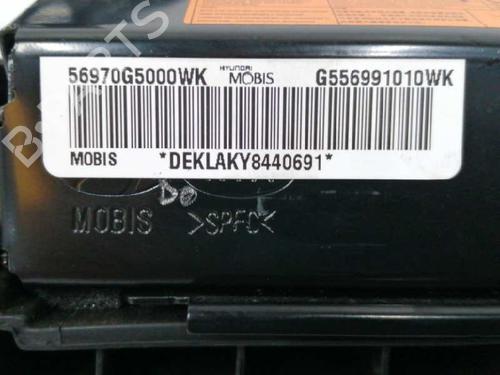 56970G5000WK HYUNDAI MOBIS G556991010WK
MOBIS *DEKLAKY8440691*
MOBIS >SPFC<